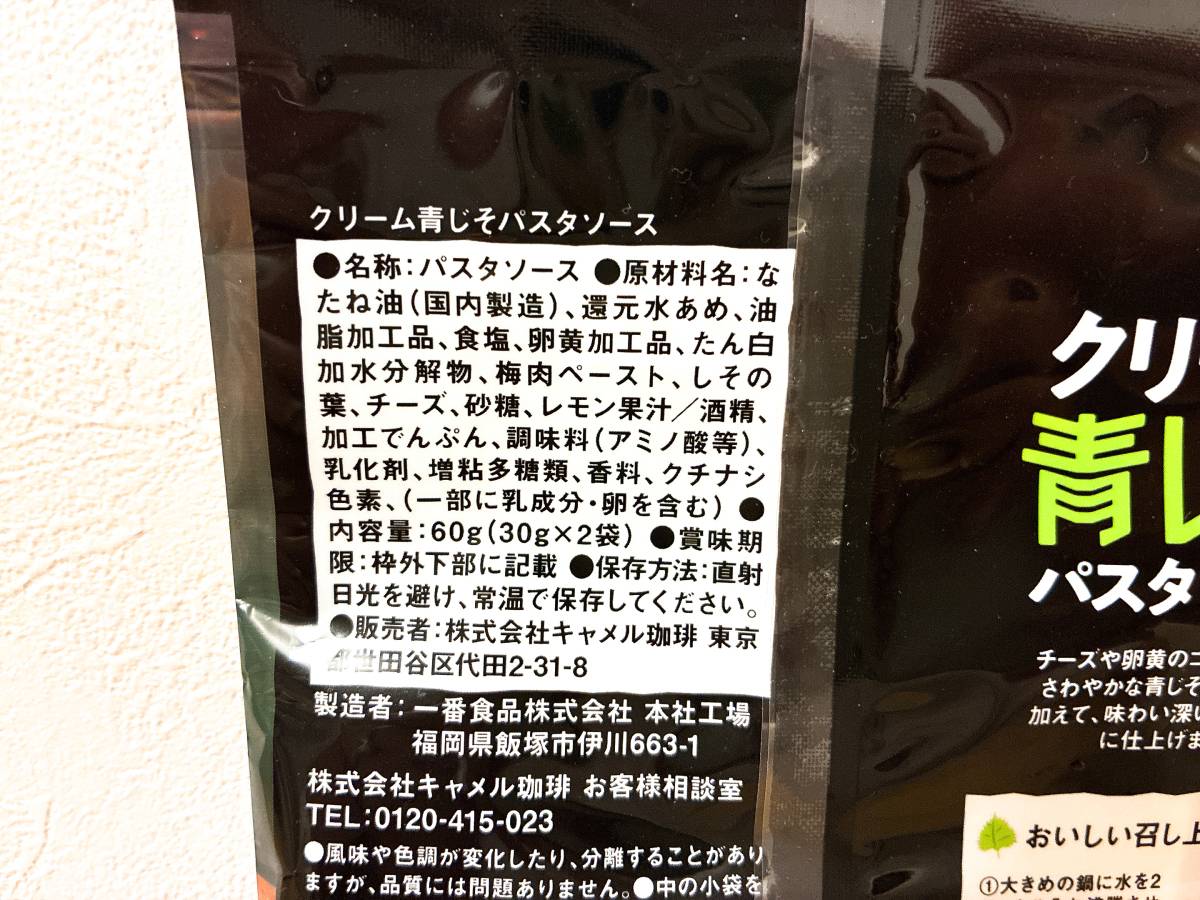 クリーム青じそパスタソース
●名称:パスタソース ●原材料名:な
たね油(国内製造)、還元水あめ、油
脂加工品、食塩、卵黄加工品、たん白
加水分解物、梅肉ペースト、しその
葉、チーズ、砂糖、レモン果汁/酒精、
加工でんぷん、調味料(アミノ酸等)、
乳化剤、増粘多糖類、香料、クチナシ
色素、(一部に乳成分・卵を含む) ●
内容量:60g(30g×2袋) ●賞味期
限:枠外下部に記載 ●保存方法:直射
日光を避け、常温で保存してください。
●販売者:株式会社キャメル珈琲 東京
都世田谷区代田2-31-8
製造者:一番食品株式会社 本社工場
福岡県飯塚市伊川663-1
株式会社キャメル珈琲 お客様相談室
TEL:0120-415-023
●風味や色調が変化したり、分離することがあり
ますが、品質には問題ありません。●中の小袋を
クリ
青じ
パスタ
チーズや卵黄のコ
さわやかな青じそ
加えて、味わい深い
に仕上げま
おいしい召し上
①大きめの鍋に水を2